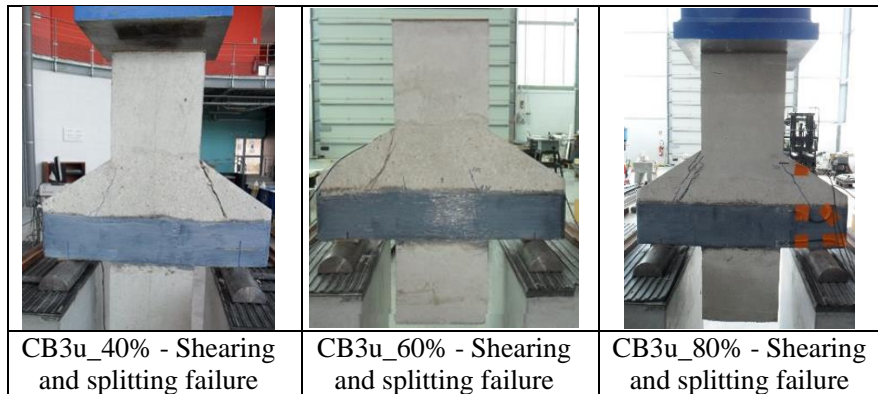 CB3u_40% - Shearing
and splitting failure
CB3u_60% - Shearing
and splitting failure
CB3u_80% - Shearing
and splitting failure